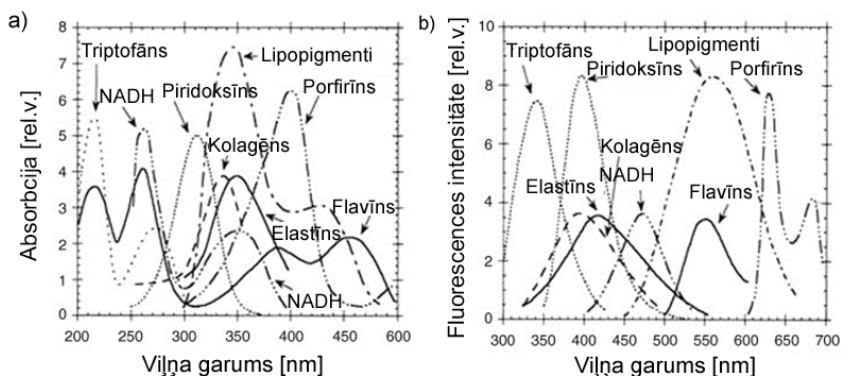 a)
Absorbcija [rel.v.]
8
7
6
5
4
3
2
1
0
Triptofāns
NADH
Piridoksīns
Lipopigmenti
Porfirīns
Kolagēns
Elastīns
Flavīns
NADH
200 250 300 350 400 450 600
Viļņa garums [nm]
b)
Fluorescences intensitāte [rel.v.]
10
8
6
4
2
0
Triptofāns
Piridoksīns
Lipopigmenti
Porfirīns
Kolagēns
NADH
Elastīns
Flavīns
300 350 400 450 500 550 600 650 700
Viļņa garums [nm]